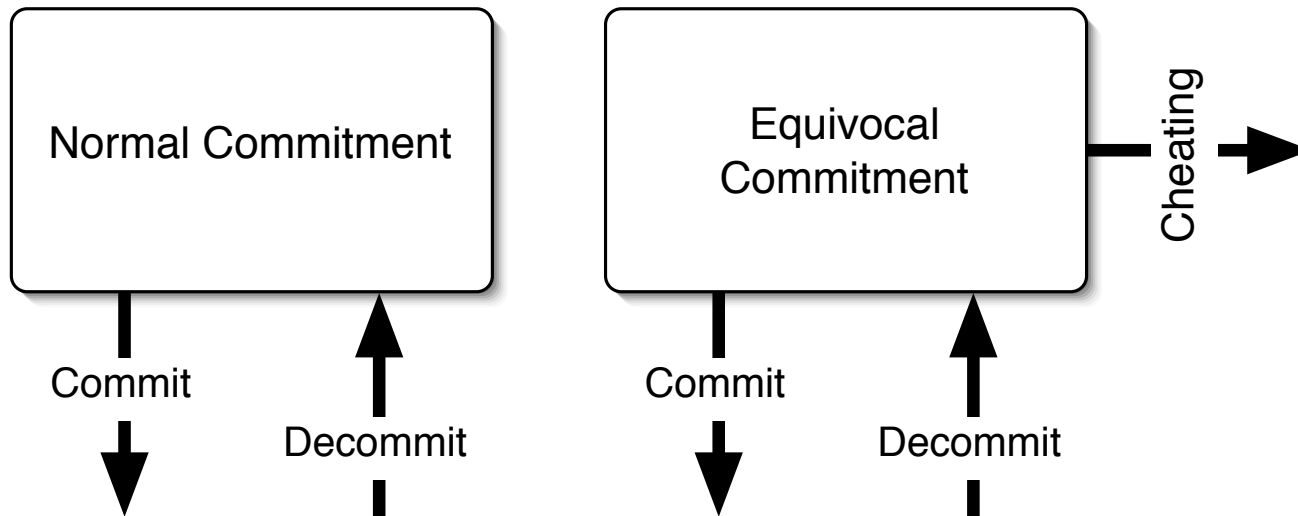 Normal Commitment
Commit
Decommit
Equivocal
Commitment
Cheating
Commit
Decommit